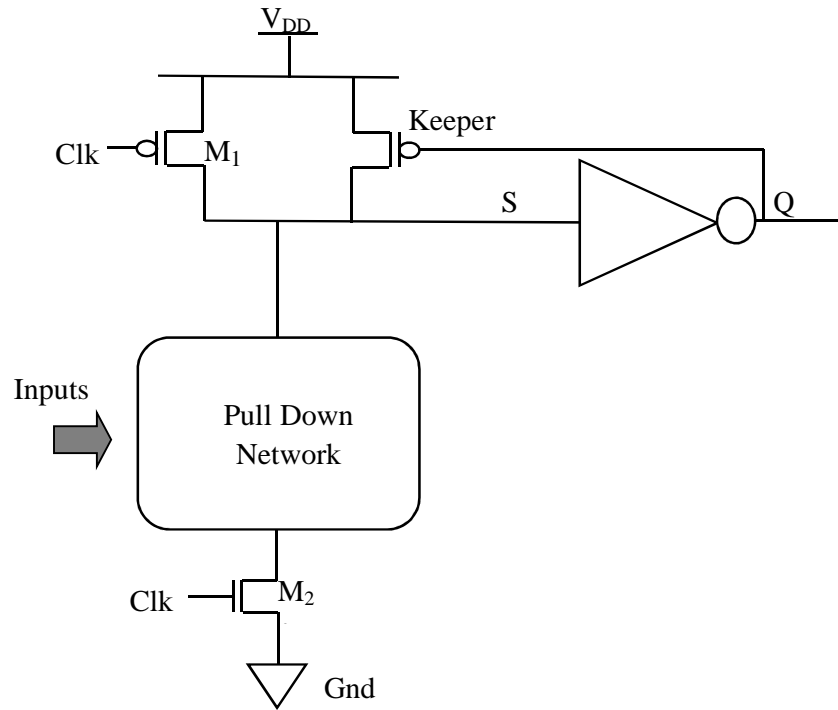 VDD
Keeper
Clk
M1
S
Q
Inputs
Pull Down
Network
Clk
M2
Gnd